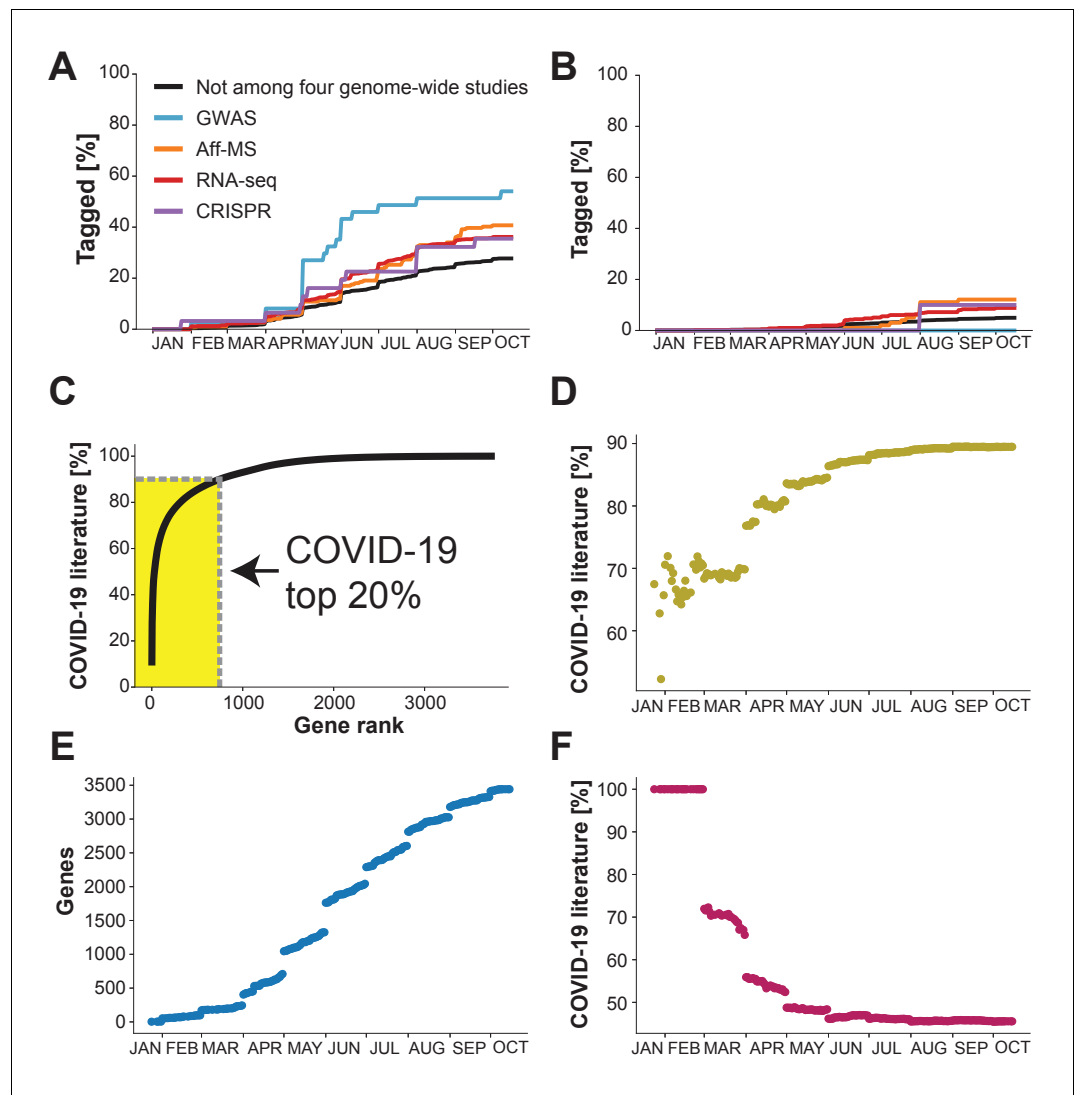 A
Tagged [%]
100
80
60
40
20
0
Not among four genome-wide studies
GWAS
Aff-MS
RNA-seq
CRISPR
JAN FEB MAR APR MAY JUN JUL AUG SEP OCT
B
Tagged [%]
100
80
60
40
20
0
JAN FEB MAR APR MAY JUN JUL AUG SEP OCT
C
COVID-19 literature [%]
100
80
60
40
20
0
COVID-19
top 20%
0 1000 2000 3000
Gene rank
D
COVID-19 literature [%]
90
80
70
60
JAN FEB MAR APR MAY JUN JUL AUG SEP OCT
E
Genes
3500
3000
2500
2000
1500
1000
500
0
JAN FEB MAR APR MAY JUN JUL AUG SEP OCT
F
COVID-19 literature [%]
100
90
80
70
60
50
JAN FEB MAR APR MAY JUN JUL AUG SEP OCT